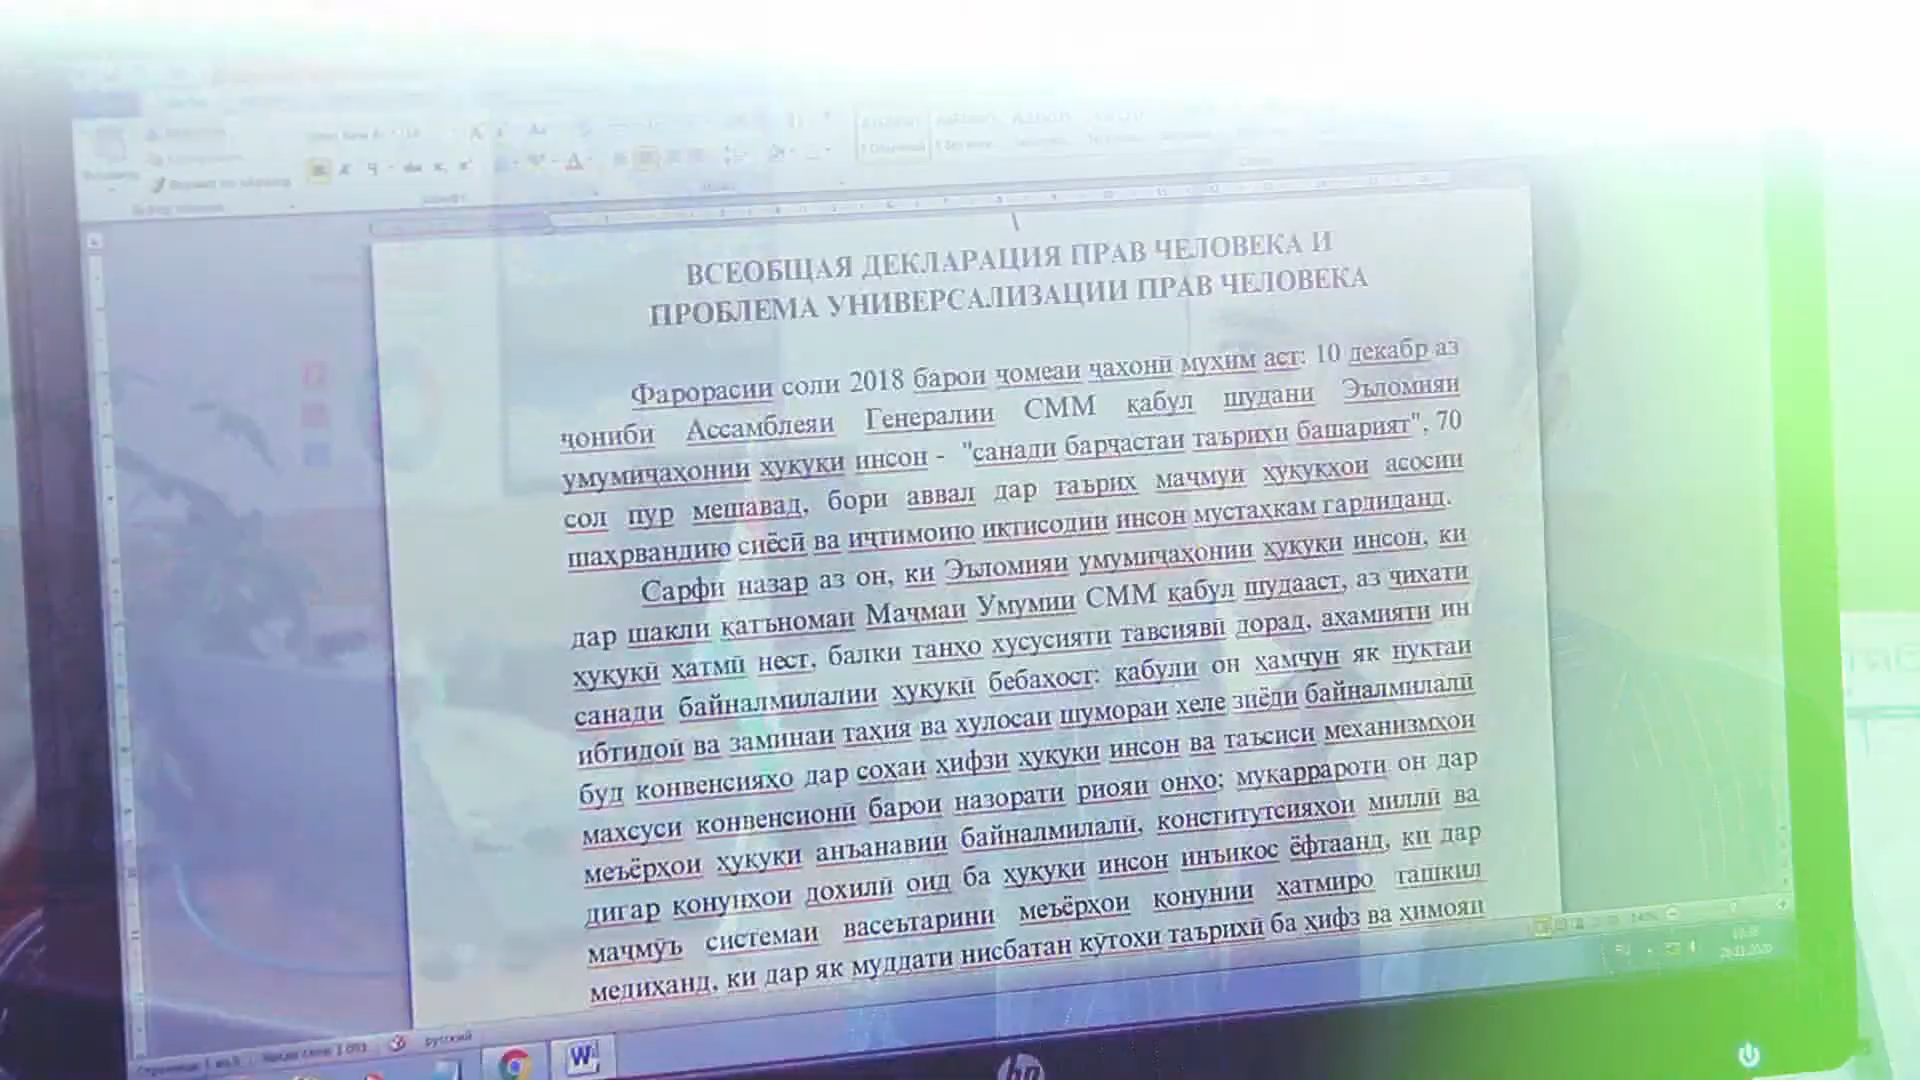 ВСЕОБЩАЯ ДЕКЛАРАЦИЯ ПРАВ ЧЕЛОВЕКА И
ПРОБЛЕМА УНИВЕРСАЛИЗАЦИИ ПРАВ ЧЕЛОВЕКА
Фарорасии соли 2018 барои ҷомеаи ҷаҳонӣ муҳим аст: 10 декабр аз
ҷониби Ассамблеяи Генералии СММ қабул шудани Эъломияи
умумиҷаҳонии ҳуқуқи инсон - "санади барҷастаи таърихи башарият", 70
сол пур мешавад, бори аввал дар таърих маҷмуи ҳуқуқҳои асосии
шаҳрвандию сиёсӣ ва иҷтимоию иқтисодии инсон мустаҳкам гардиданд.
Сарфи назар аз он, ки Эъломияи умумиҷаҳонии ҳуқуқи инсон, ки
дар шакли қатъномаи Маҷмаи Умумии СММ қабул шудааст, аз ҷиҳати
ҳуқуқӣ ҳатмӣ нест, балки танҳо хусусияти тавсиявӣ дорад, аҳамияти ин
санади байналмилалии ҳуқуқӣ бебаҳост: қабули он ҳамчун як нуқтаи
ибтидоӣ ва заминаи таҳия ва хулосаи шумораи хеле зиёди байналмилалӣ
буд конвенсияҳо дар соҳаи ҳифзи ҳуқуқи инсон ва таъсиси механизмҳои
махсуси конвенсионӣ барои назорати риояи онҳо; муқаррароти он дар
меъёрҳои ҳуқуқи анъанавии байналмилалӣ, конститутсияҳои миллӣ ва
дигар қонунҳои дохилӣ оид ба ҳуқуқи инсон инъикос ёфтаанд, ки дар
маҷмӯъ системаи васеътарини меъёрҳои қонунии ҳатмиро ташкил
медиҳанд, ки дар як муддати нисбатан кӯтоҳи таърихӣ ба ҳифз ва ҳимояи
русский
hp